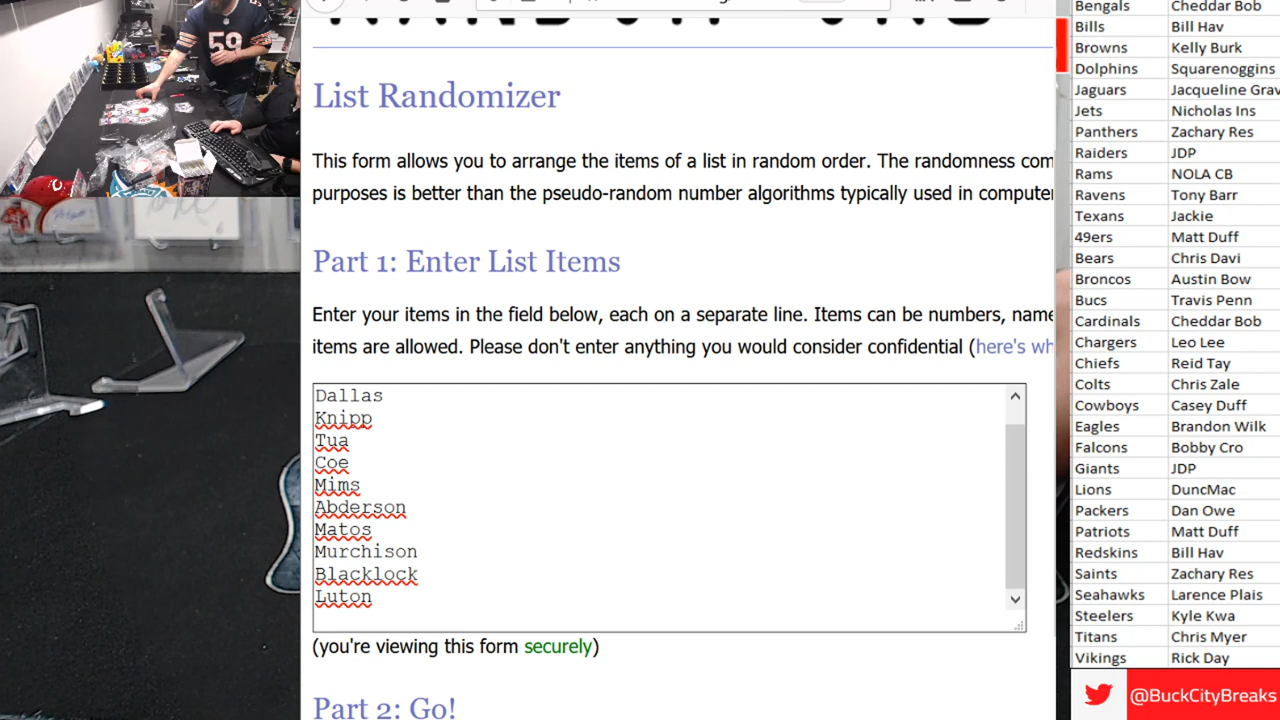 List Randomizer
This form allows you to arrange the items of a list in random order. The randomness com
purposes is better than the pseudo-random number algorithms typically used in compute
Part 1: Enter List Items
Enter your items in the field below, each on a separate line. Items can be numbers, name
items are allowed. Please don't enter anything you would consider confidential (here's wh
Dallas
Knipp
Tua
Coe
Mims
Abderson
Matos
Murchison
Blacklock
Luton
(you're viewing this form securely)
Part 2: Go!
59
Bengals Cheddar Bob
Bills Bill Hav
Browns Kelly Burk
Dolphins Squarenoggins
Jaguars Jacqueline Grav
Jets Nicholas Ins
Panthers Zachary Res
Raiders JDP
Rams NOLA CB
Ravens Tony Barr
Texans Jackie
49ers Matt Duff
Bears Chris Davi
Broncos Austin Bow
Bucs Travis Penn
Cardinals Cheddar Bob
Chargers Leo Lee
Chiefs Reid Tay
Colts Chris Zale
Cowboys Casey Duff
Eagles Brandon Wilk
Falcons Bobby Cro
Giants JDP
Lions DuncMac
Packers Dan Owe
Patriots Matt Duff
Redskins Bill Hav
Saints Zachary Res
Seahawks Larence Plais
Steelers Kyle Kwa
Titans Chris Myer
Vikings Rick Day
@BuckCityBreaks